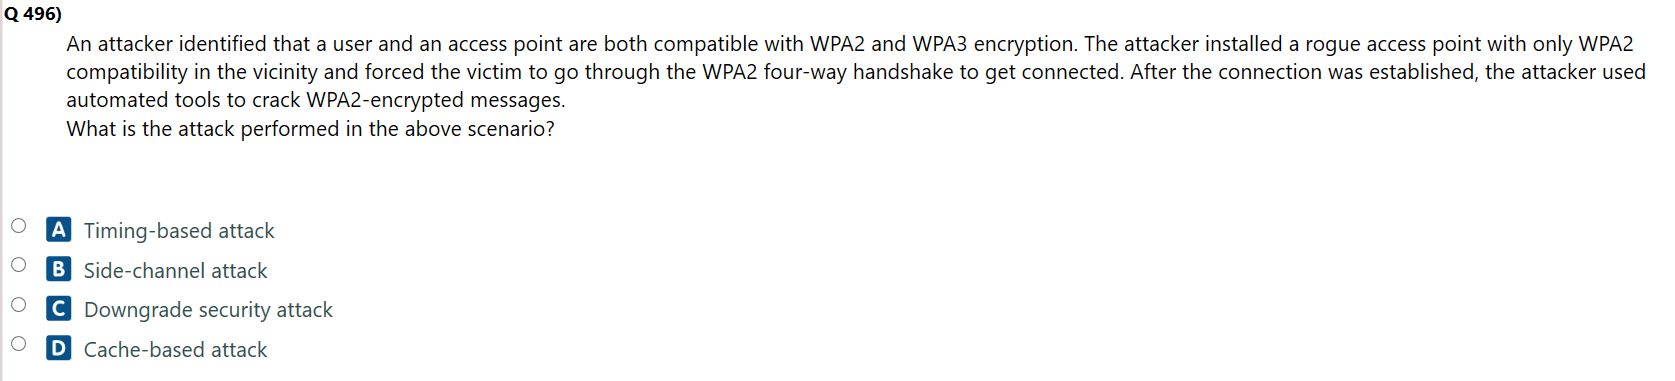 Q 496)
An attacker identified that a user and an access point are both compatible with WPA2 and WPA3 encryption. The attacker installed a rogue access point with only WPA2
compatibility in the vicinity and forced the victim to go through the WPA2 four-way handshake to get connected. After the connection was established, the attacker used
automated tools to crack WPA2-encrypted messages.
What is the attack performed in the above scenario?
A Timing-based attack
B Side-channel attack
C Downgrade security attack
D Cache-based attack